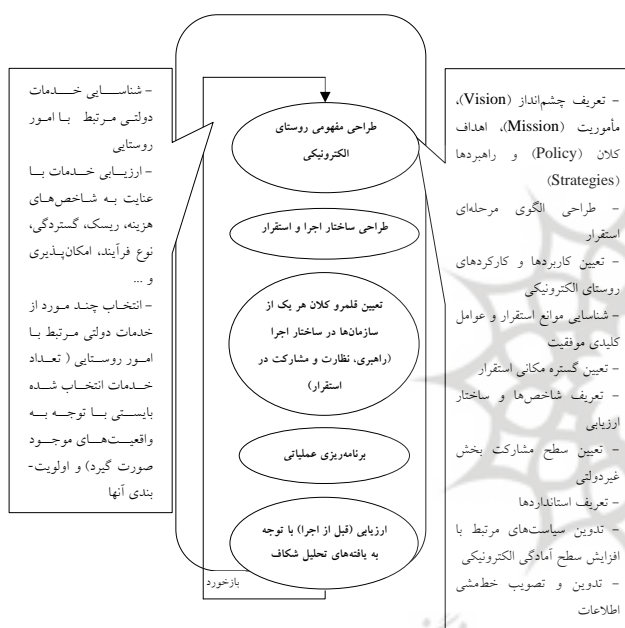 - تعریف چشم‌انداز (Vision)،
مأموریت (Mission)، اهداف
کلان (Policy) و راهبردها
(Strategies)
- طراحی الگوی مرحله‌ای
استقرار
- تعیین کاربردها و کارکردهای
روستای الکترونیکی
- شناسایی موانع استقرار و عوامل
کلیدی موفقیت
- تعیین گستره مکانی استقرار
- تعریف شاخص‌ها و ساختار
ارزیابی
- تعیین سطح مشارکت بخش
غیردولتی
- تعریف استانداردها
- تدوین سیاست‌های مرتبط با
افزایش سطح آمادگی الکترونیکی
- تدوین و تصویب خط‌مشی
اطلاعات
طراحی مفهومی روستای
الکترونیکی
طراحی ساختار اجرا و استقرار
تعیین قلمرو کلان هر یک از
سازمان‌ها در ساختار اجرا
(راهبری، نظارت و مشارکت در
استقرار)
برنامه‌ریزی عملیاتی
ارزیابی (قبل از اجرا) با توجه
به یافته‌های تحلیل شکاف
بازخورد
- شناسایی خدمات
دولتی مرتبط با امور
روستایی
- ارزیابی خدمات با
عنایت به شاخص‌های
هزینه، ریسک، گستردگی،
نوع فرآیند، امکان‌پذیری
و ...
- انتخاب چند مورد از
خدمات دولتی مرتبط با
امور روستایی ( تعداد
خدمات انتخاب شده
بایستی با توجه به
واقعیت‌های موجود
صورت گیرد) و اولویت-
بندی آنها